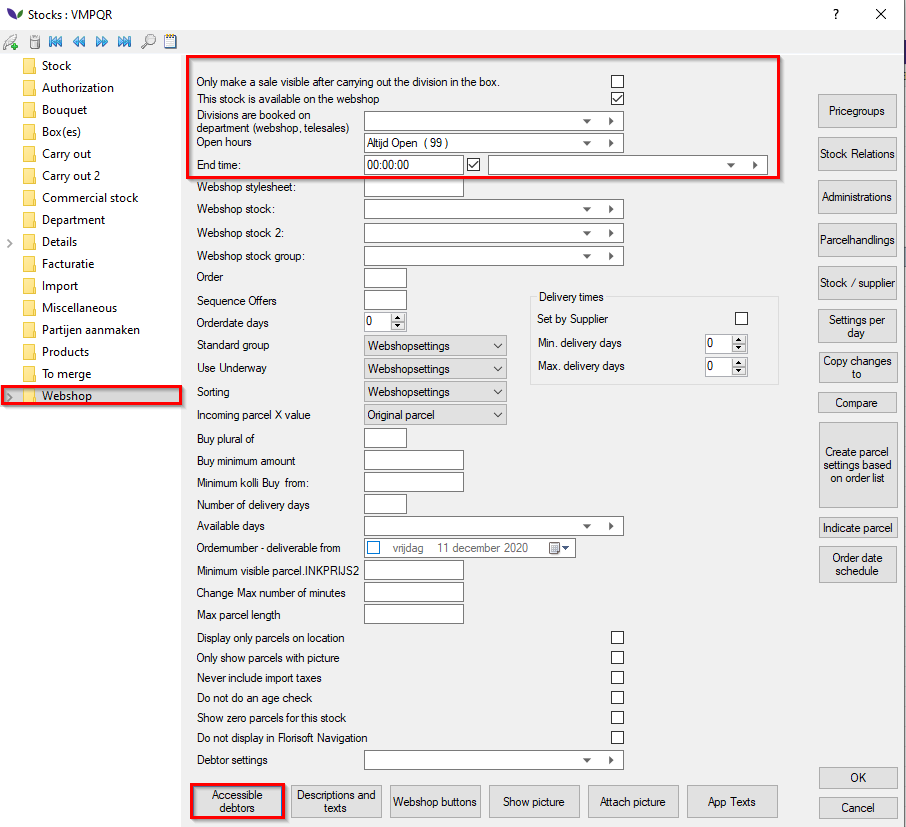 Stocks : VMPQR
?
Stock
Authorization
Bouquet
Box(es)
Carry out
Carry out 2
Commercial stock
Department
Details
Facturatie
Import
Miscellaneous
Partijen aanmaken
Products
To merge
Webshop
Only make a sale visible after carrying out the division in the box.
This stock is available on the webshop
Divisions are booked on
department (webshop, telesales)
Open hours
Altijd Open ( 99 )
End time:
00:00:00
Webshop stylesheet:
Webshop stock:
Webshop stock 2:
Webshop stock group:
Order
Sequence Offers
Orderdate days
0
Standard group
Webshopsettings
Use Underway
Webshopsettings
Sorting
Webshopsettings
Incoming parcel X value
Original parcel
Buy plural of
Buy minimum amount
Minimum kolli Buy from:
Number of delivery days
Available days
Ordernumber - deliverable from
vrijdag 11 december 2020
Minimum visible parcel.INKPRIJS2
Change Max number of minutes
Max parcel length
Display only parcels on location
Only show parcels with picture
Never include import taxes
Do not do an age check
Show zero parcels for this stock
Do not display in Florisoft Navigation
Debtor settings
Delivery times
Set by Supplier
Min. delivery days
0
Max. delivery days
0
Accessible
debtors
Descriptions and
texts
Webshop buttons
Show picture
Attach picture
App Texts
Pricegroups
Stock Relations
Administrations
Parcelhandlings
Stock / supplier
Settings per
day
Copy changes
to
Compare
Create parcel
settings based
on order list
Indicate parcel
Order date
schedule
OK
Cancel